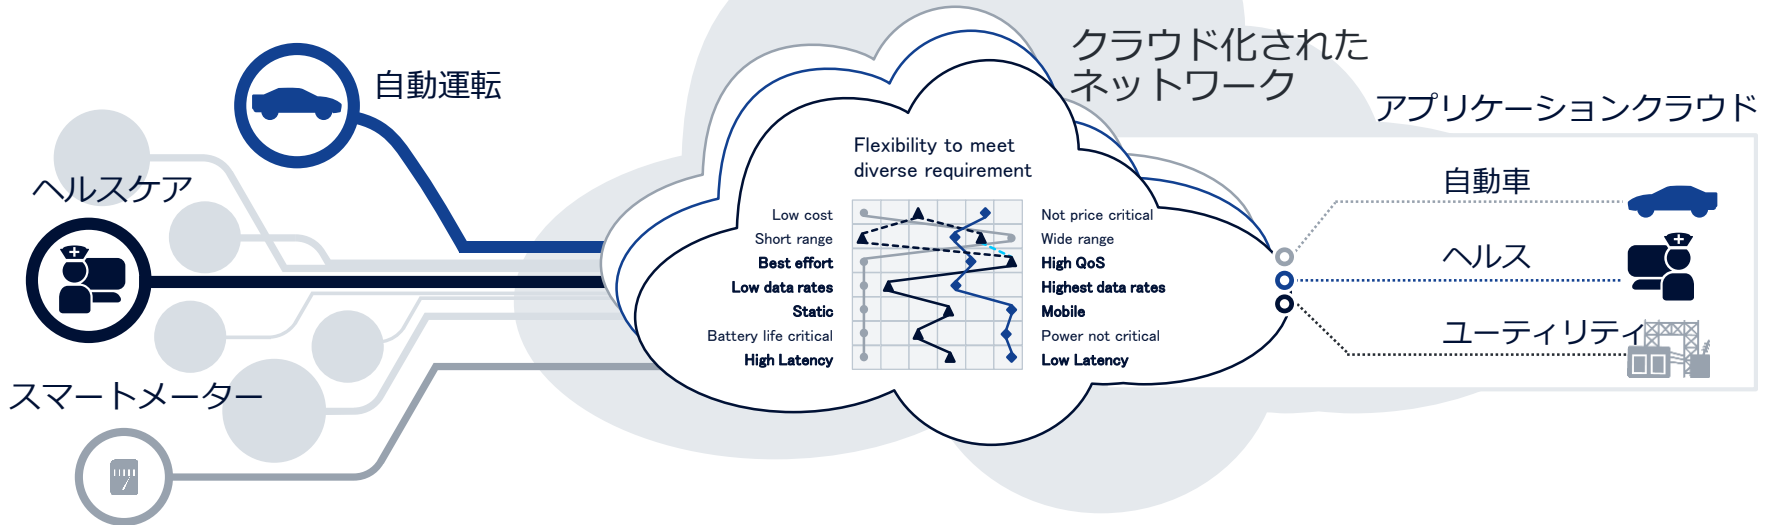 自動運転
ヘルスケア
スマートメーター
クラウド化された
ネットワーク
Flexibility to meet
diverse requirement
Low cost
Not price critical
Short range
Wide range
Best effort
High QoS
Low data rates
Highest data rates
Static
Mobile
Battery life critical
Power not critical
High Latency
Low Latency
アプリケーションクラウド
自動車
ヘルス
ユーティリティ